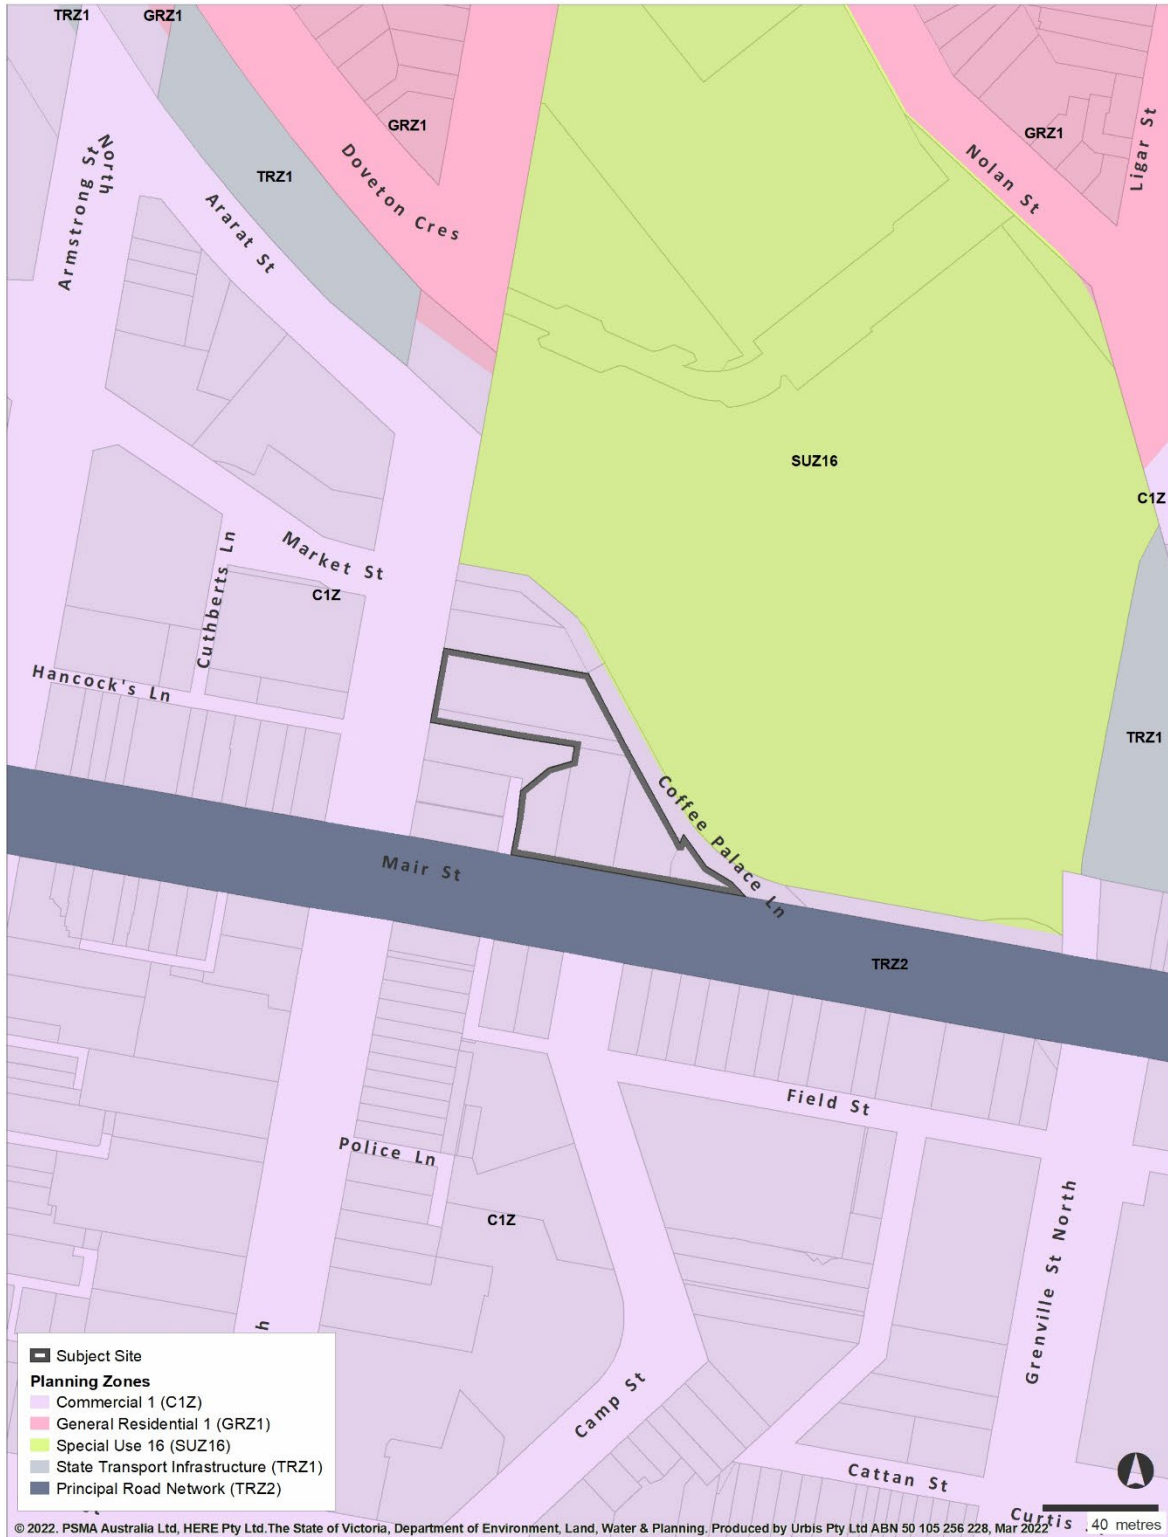 TRZ1
GRZ1
GRZ1
GRZ1
Ligar St
North
Armstrong St
Doveton Cres
Nolan St
TRZ1
Ararat St
SUZ16
C1Z
Market St
Cuthberts Ln
C1Z
Hancock's Ln
TRZ1
Coffee Palace Ln
Mair St
TRZ2
Field St
Police Ln
C1Z
Grenville St North
h
Camp St
Cattan St
Curtis
Subject Site
Planning Zones
Commercial 1 (C1Z)
General Residential 1 (GRZ1)
Special Use 16 (SUZ16)
State Transport Infrastructure (TRZ1)
Principal Road Network (TRZ2)
40 metres
© 2022. PSMA Australia Ltd, HERE Pty Ltd.The State of Victoria, Department of Environment, Land, Water & Planning. Produced by Urbis Pty Ltd ABN 50 105 256 228, Mar 2022